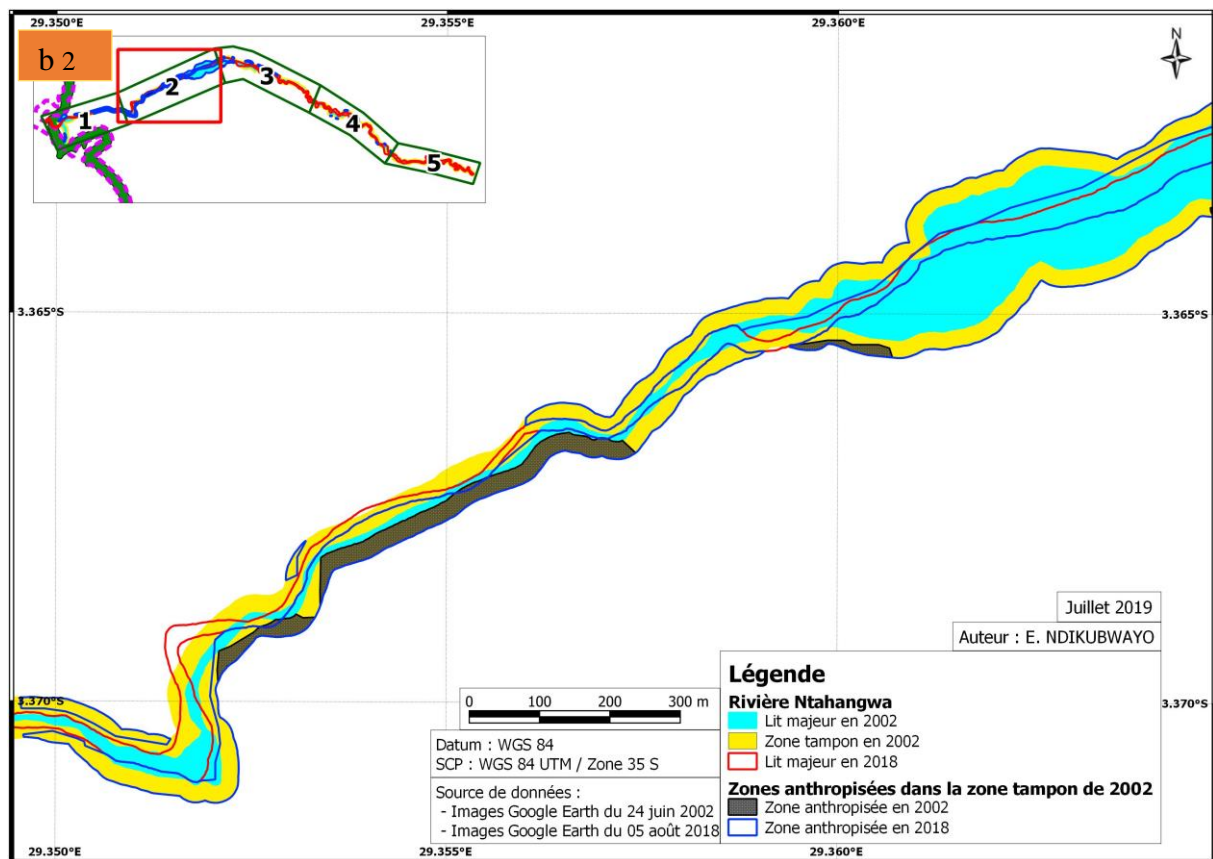 29.350°E 29.355°E 29.360°E
b 2
N
1 2 3 4 5
3.365°S 3.365°S
3.370°S 3.370°S
Juillet 2019
Auteur : E. NDIKUBWAYO
0 100 200 300 m
Datum : WGS 84
SCP : WGS 84 UTM / Zone 35 S
Source de données :
- Images Google Earth du 24 juin 2002
- Images Google Earth du 05 août 2018
Légende
Rivière Ntahangwa
Lit majeur en 2002
Zone tampon en 2002
Lit majeur en 2018
Zones anthropisées dans la zone tampon de 2002
Zone anthropisée en 2002
Zone anthropisée en 2018
29.350°E 29.355°E 29.360°E